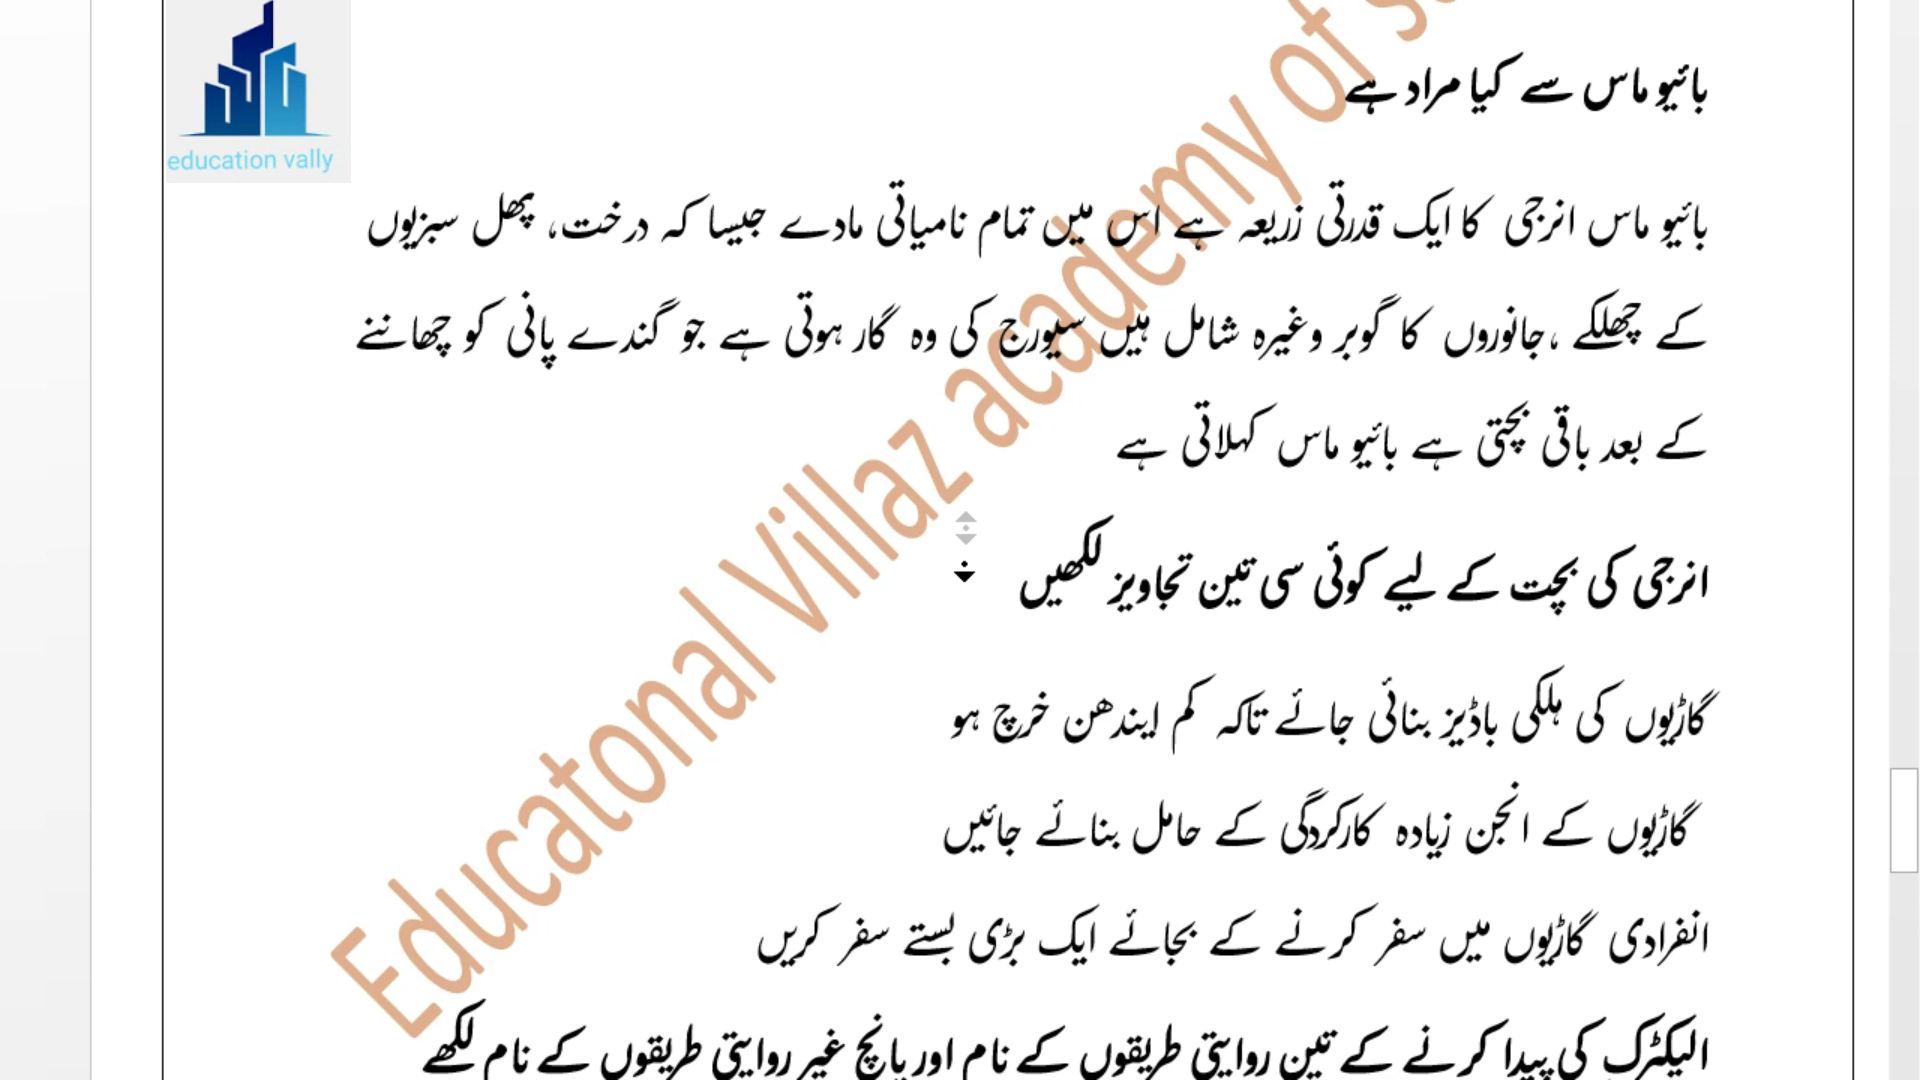 education vally
بائیو ماس سے کیا مراد ہے
بائیو ماس انرجی کا ایک قدرتی زریعہ ہے اس میں تمام نامیاتی مادے جیسا کہ درخت، پھل سبزیوں
کے چھلکے ،جانوروں کا گوبر وغیرہ شامل ہیں سیورج کی وہ گار ہوتی ہے جو گندے پانی کو چھاننے
کے بعد باقی بچتی ہے بائیو ماس کہلاتی ہے
انرجی کی بچت کے لیے کوئی سی تین تجاویز لکھیں
گاڑیوں کی ہلکی باڈیز بنائی جائے تاکہ کم ایندھن خرچ ہو
گاڑیوں کے انجن زیادہ کارکردگی کے حامل بنائے جائیں
انفرادی گاڑیوں میں سفر کرنے کے بجائے ایک بڑی بستے سفر کریں
الیکٹرک کی پیدا کرنے کے تین روایتی طریقوں کے نام اور پانچ غیر روایتی طریقوں کے نام لکھے
Educatonal Villaz academy of